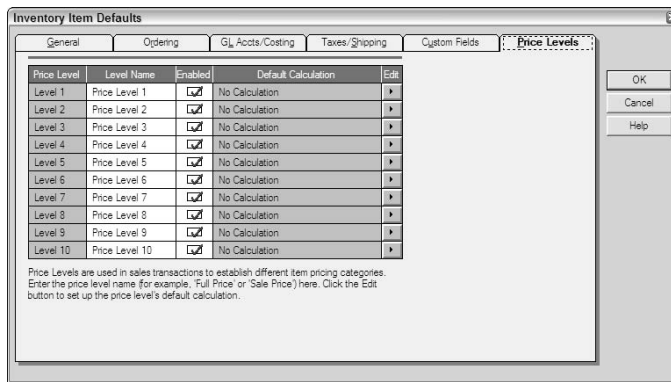 Inventory Item Defaults
General Ordering GL Accts/Costing Taxes/Shipping Custom Fields Price Levels
Price Level Level Name Enabled Default Calculation Edit
Level 1 Price Level 1 No Calculation
Level 2 Price Level 2 No Calculation
Level 3 Price Level 3 No Calculation
Level 4 Price Level 4 No Calculation
Level 5 Price Level 5 No Calculation
Level 6 Price Level 6 No Calculation
Level 7 Price Level 7 No Calculation
Level 8 Price Level 8 No Calculation
Level 9 Price Level 9 No Calculation
Level 10 Price Level 10 No Calculation
Price Levels are used in sales transactions to establish different item pricing categories.
Enter the price level name (for example, 'Full Price' or 'Sale Price') here. Click the Edit
button to set up the price level's default calculation.
OK
Cancel
Help